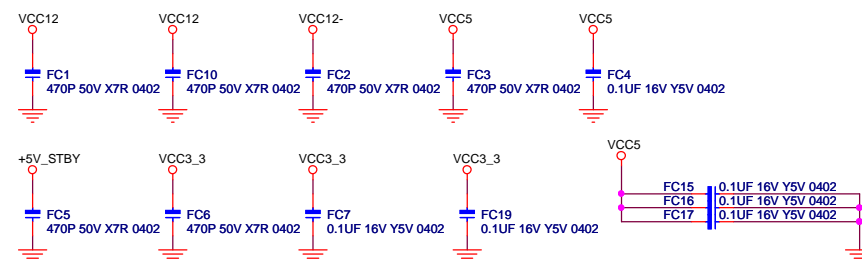 VCC12 VCC12 VCC12- VCC5 VCC5
FC1 FC10 FC2 FC3 FC4
470P 50V X7R 0402 470P 50V X7R 0402 470P 50V X7R 0402 470P 50V X7R 0402 0.1UF 16V Y5V 0402
+5V_STBY VCC3_3 VCC3_3 VCC3_3 VCC5
FC15 0.1UF 16V Y5V 0402
FC16 0.1UF 16V Y5V 0402
FC17 0.1UF 16V Y5V 0402
FC5 FC6 FC7 FC19
470P 50V X7R 0402 470P 50V X7R 0402 0.1UF 16V Y5V 0402 0.1UF 16V Y5V 0402